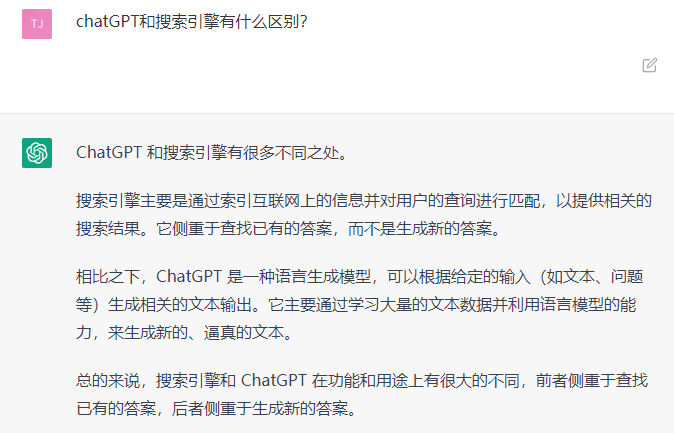 TJ
chatGPT和搜索引擎有什么区别？
ChatGPT 和搜索引擎有很多不同之处。
搜索引擎主要是通过索引互联网上的信息并对用户的查询进行匹配，以提供相关的
搜索结果。它侧重于查找已有的答案，而不是生成新的答案。
相比之下，ChatGPT 是一种语言生成模型，可以根据给定的输入（如文本、问题
等）生成相关的文本输出。它主要通过学习大量的文本数据并利用语言模型的能
力，来生成新的、逼真的文本。
总的来说，搜索引擎和 ChatGPT 在功能和用途上有很大的不同，前者侧重于查找
已有的答案，后者侧重于生成新的答案。